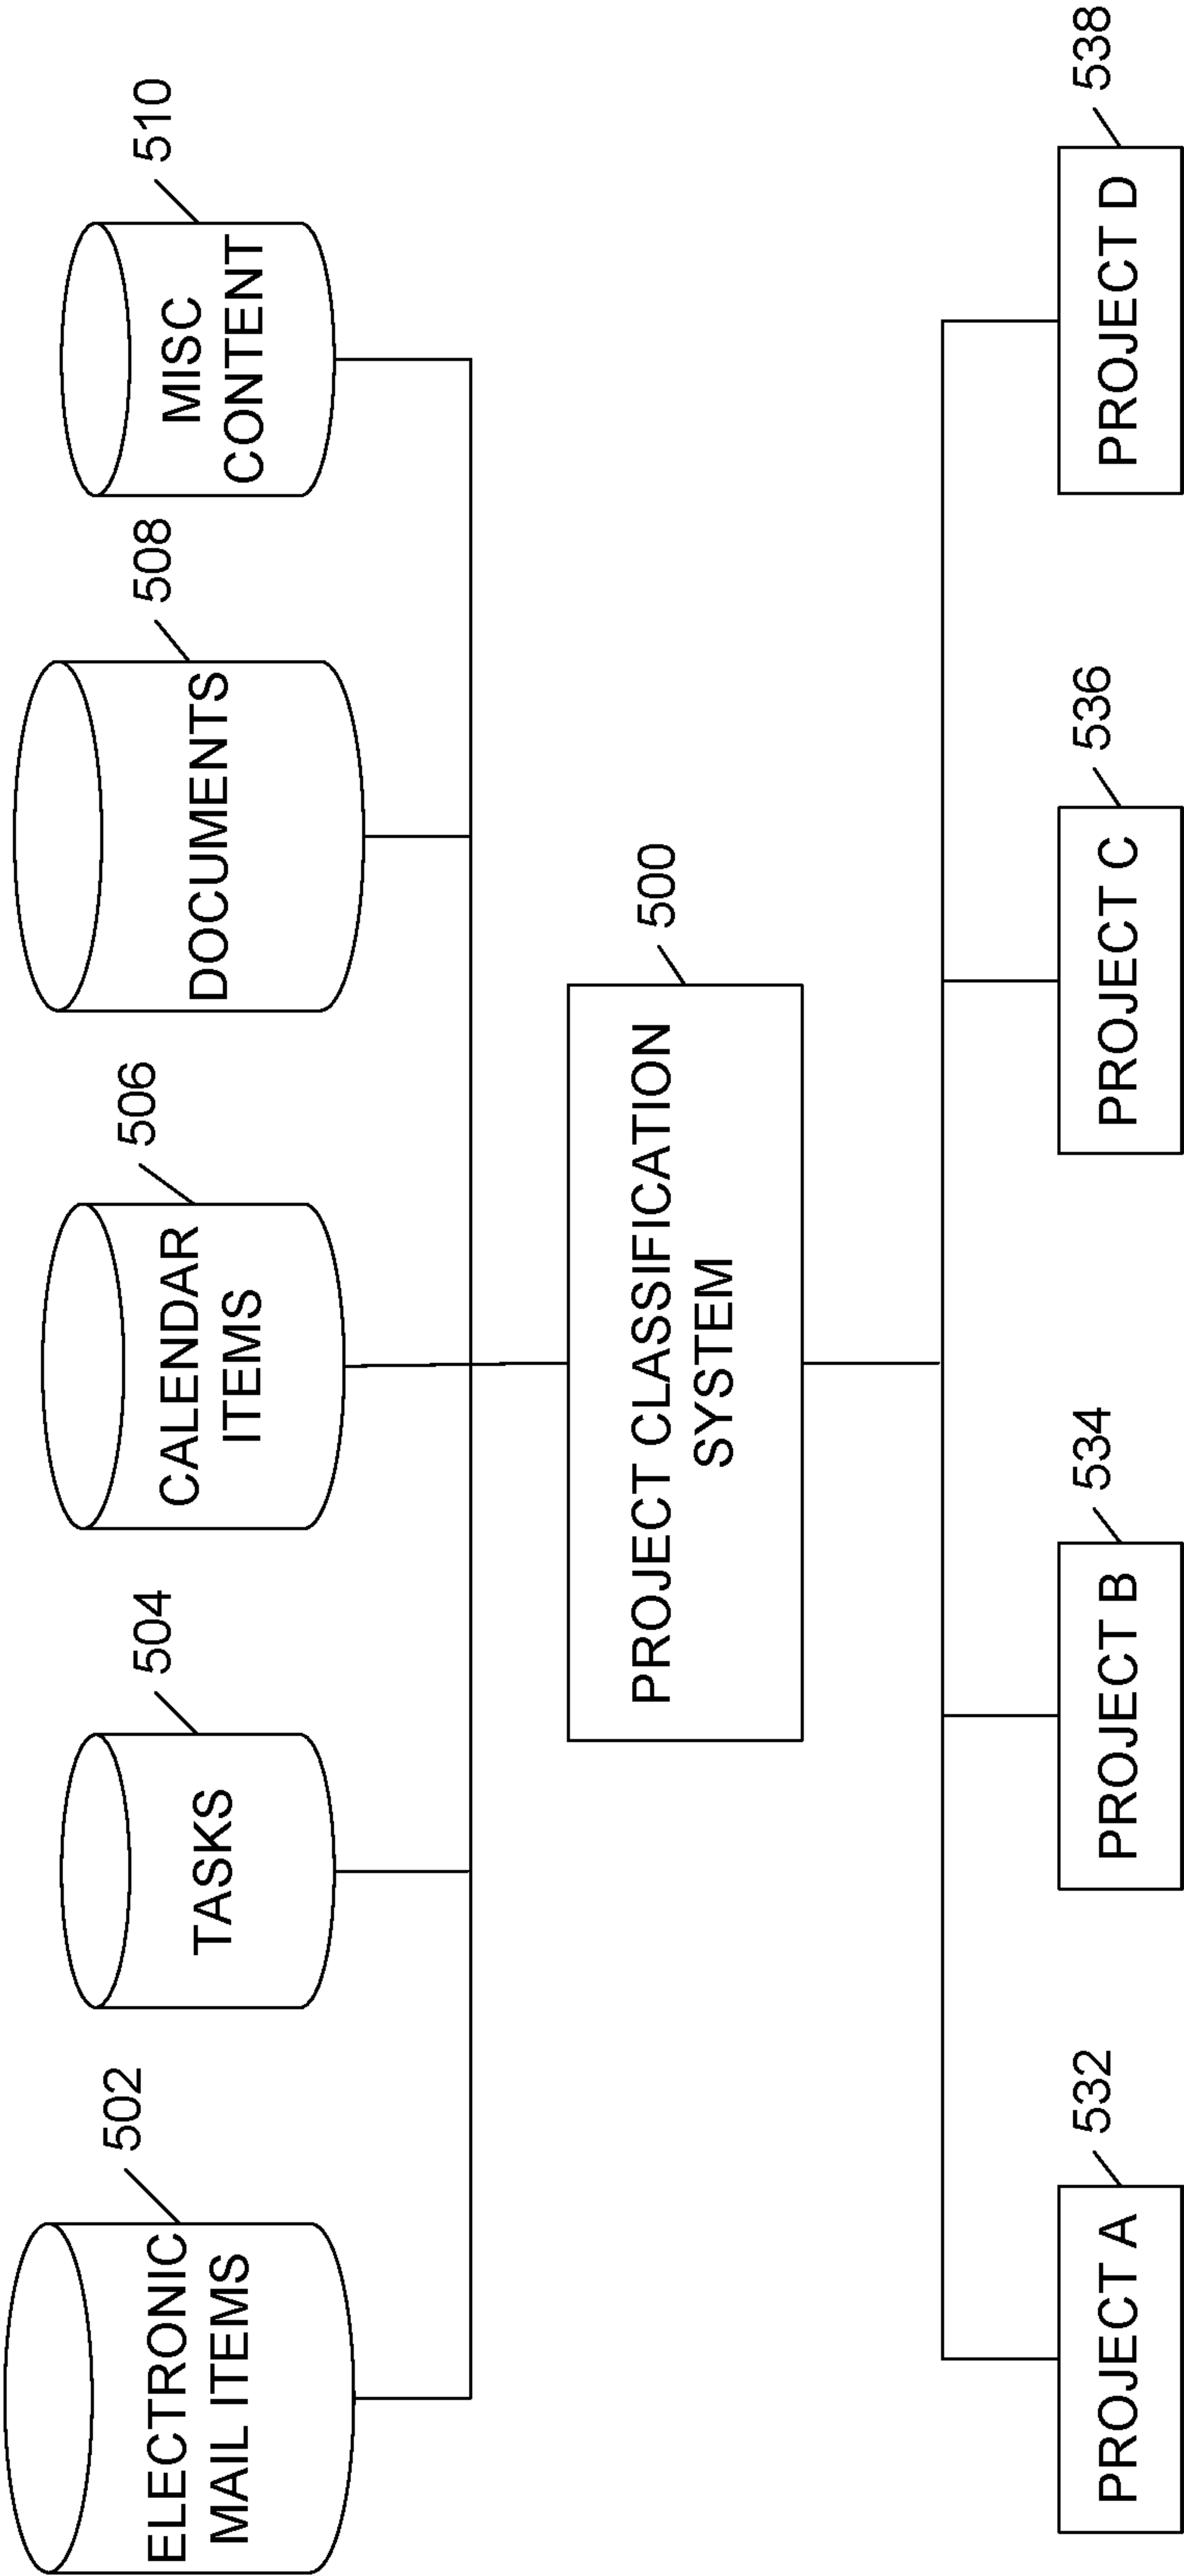 502
ELECTRONIC
MAIL ITEMS
504
TASKS
506
CALENDAR
ITEMS
508
DOCUMENTS
510
MISC
CONTENT
500
PROJECT CLASSIFICATION
SYSTEM
532
PROJECT A
534
PROJECT B
536
PROJECT C
538
PROJECT D